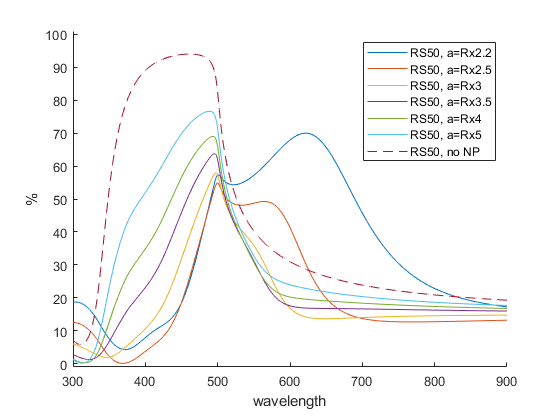 100
90
80
70
60
50
40
30
20
10
0
%
300
400
500
600
700
800
900
wavelength
RS50, a=Rx2.2
RS50, a=Rx2.5
RS50, a=Rx3
RS50, a=Rx3.5
RS50, a=Rx4
RS50, a=Rx5
RS50, no NP